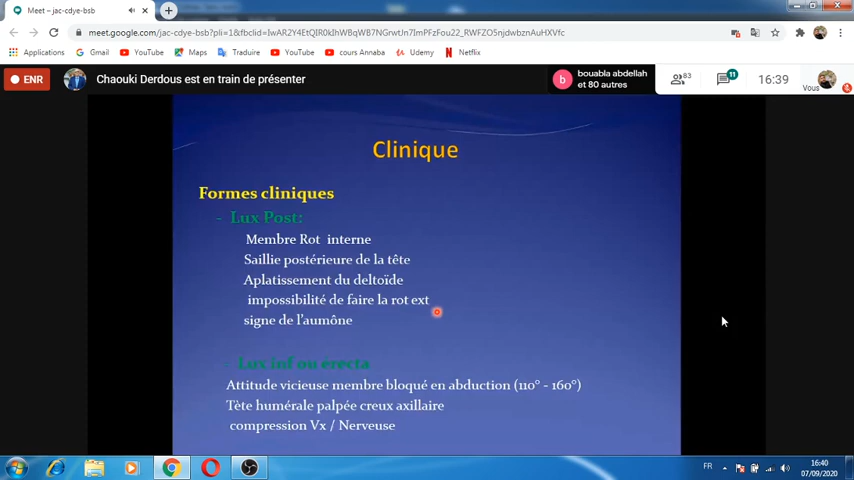 Meet – jac-cdye-bsb
meet.google.com/jac-cdye-bsb?pli=1&fbclid=IwAR2Y4EtQIR0kIhWBqWB7NGrwtUn7ImPFzFou22_RWFZO5njdwbznAuHXVfc
Applications Gmail YouTube Maps Traduire YouTube cours Annaba Udemy Netflix
ENR Chaouki Derdous est en train de présenter
b bouabla abdellah
et 80 autres
83 11 16:39 Vous
Clinique
Formes cliniques
- Lux Post:
Membre Rot interne
Saillie postérieure de la tête
Aplatissement du deltoïde
impossibilité de faire la rot ext
signe de l'aumône
- Lux inf ou érecta
Attitude vicieuse membre bloqué en abduction (110° - 160°)
Tète humérale palpée creux axillaire
compression Vx / Nerveuse
FR 16:40
07/09/2020